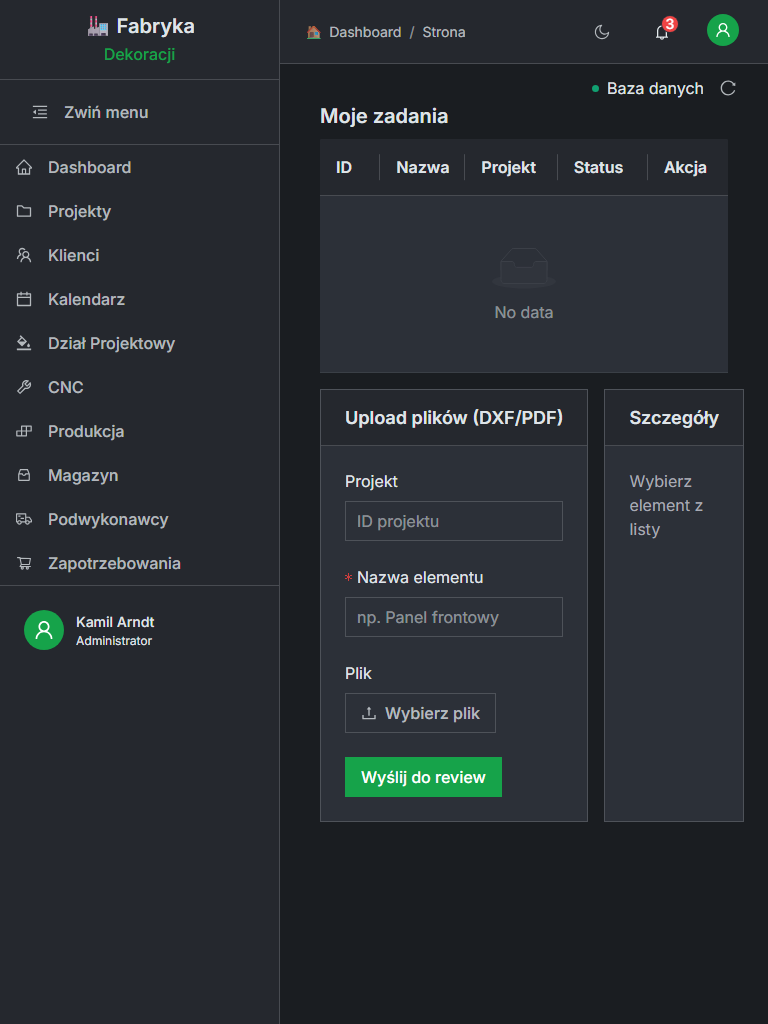 Fabryka
Dekoracji
Zwiń menu
Dashboard
Projekty
Klienci
Kalendarz
Dział Projektowy
CNC
Produkcja
Magazyn
Podwykonawcy
Zapotrzebowania
Kamil Arndt
Administrator
Dashboard / Strona
3
Baza danych
Moje zadania
ID Nazwa Projekt Status Akcja
No data
Upload plików (DXF/PDF)
Projekt
ID projektu
* Nazwa elementu
np. Panel frontowy
Plik
Wybierz plik
Wyślij do review
Szczegóły
Wybierz
element z
listy